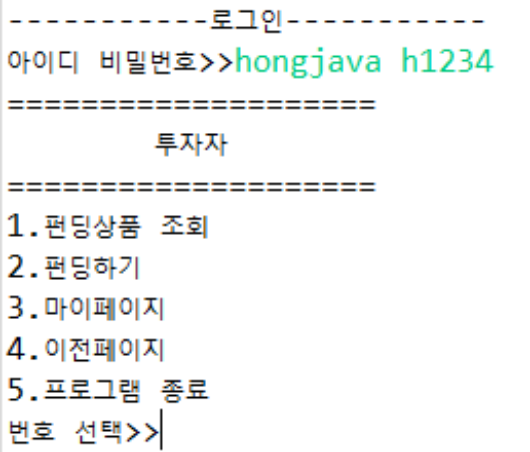 -----------로그인-----------
아이디 비밀번호>>hongjava h1234
====================
투자자
====================
1.펀딩상품 조회
2.펀딩하기
3.마이페이지
4.이전페이지
5.프로그램 종료
번호 선택>>